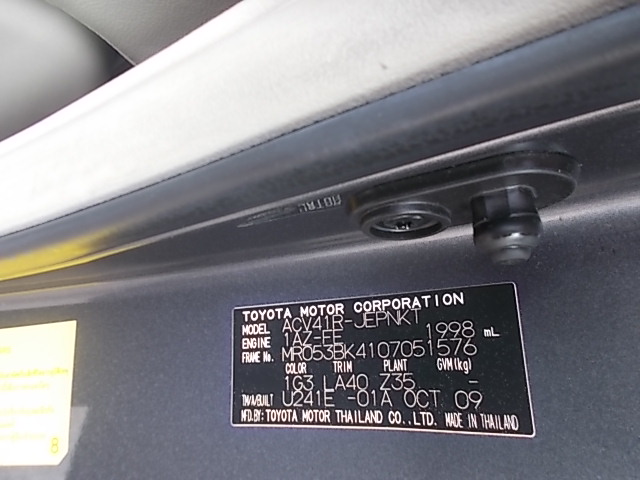 TOYOTA MOTOR CORPORATION
MODEL ACV41R-JEPNKT
ENGINE 1AZ-FE 1998 mL
FRAME No. MR053BK4107051576
COLOR TRIM PLANT GVM(kg)
1G3 LA40 Z35 -
T/M/A/BUILT U241E -01A OCT 09
MFD.BY:TOYOTA MOTOR THAILAND CO.,LTD. MADE IN THAILAND
8